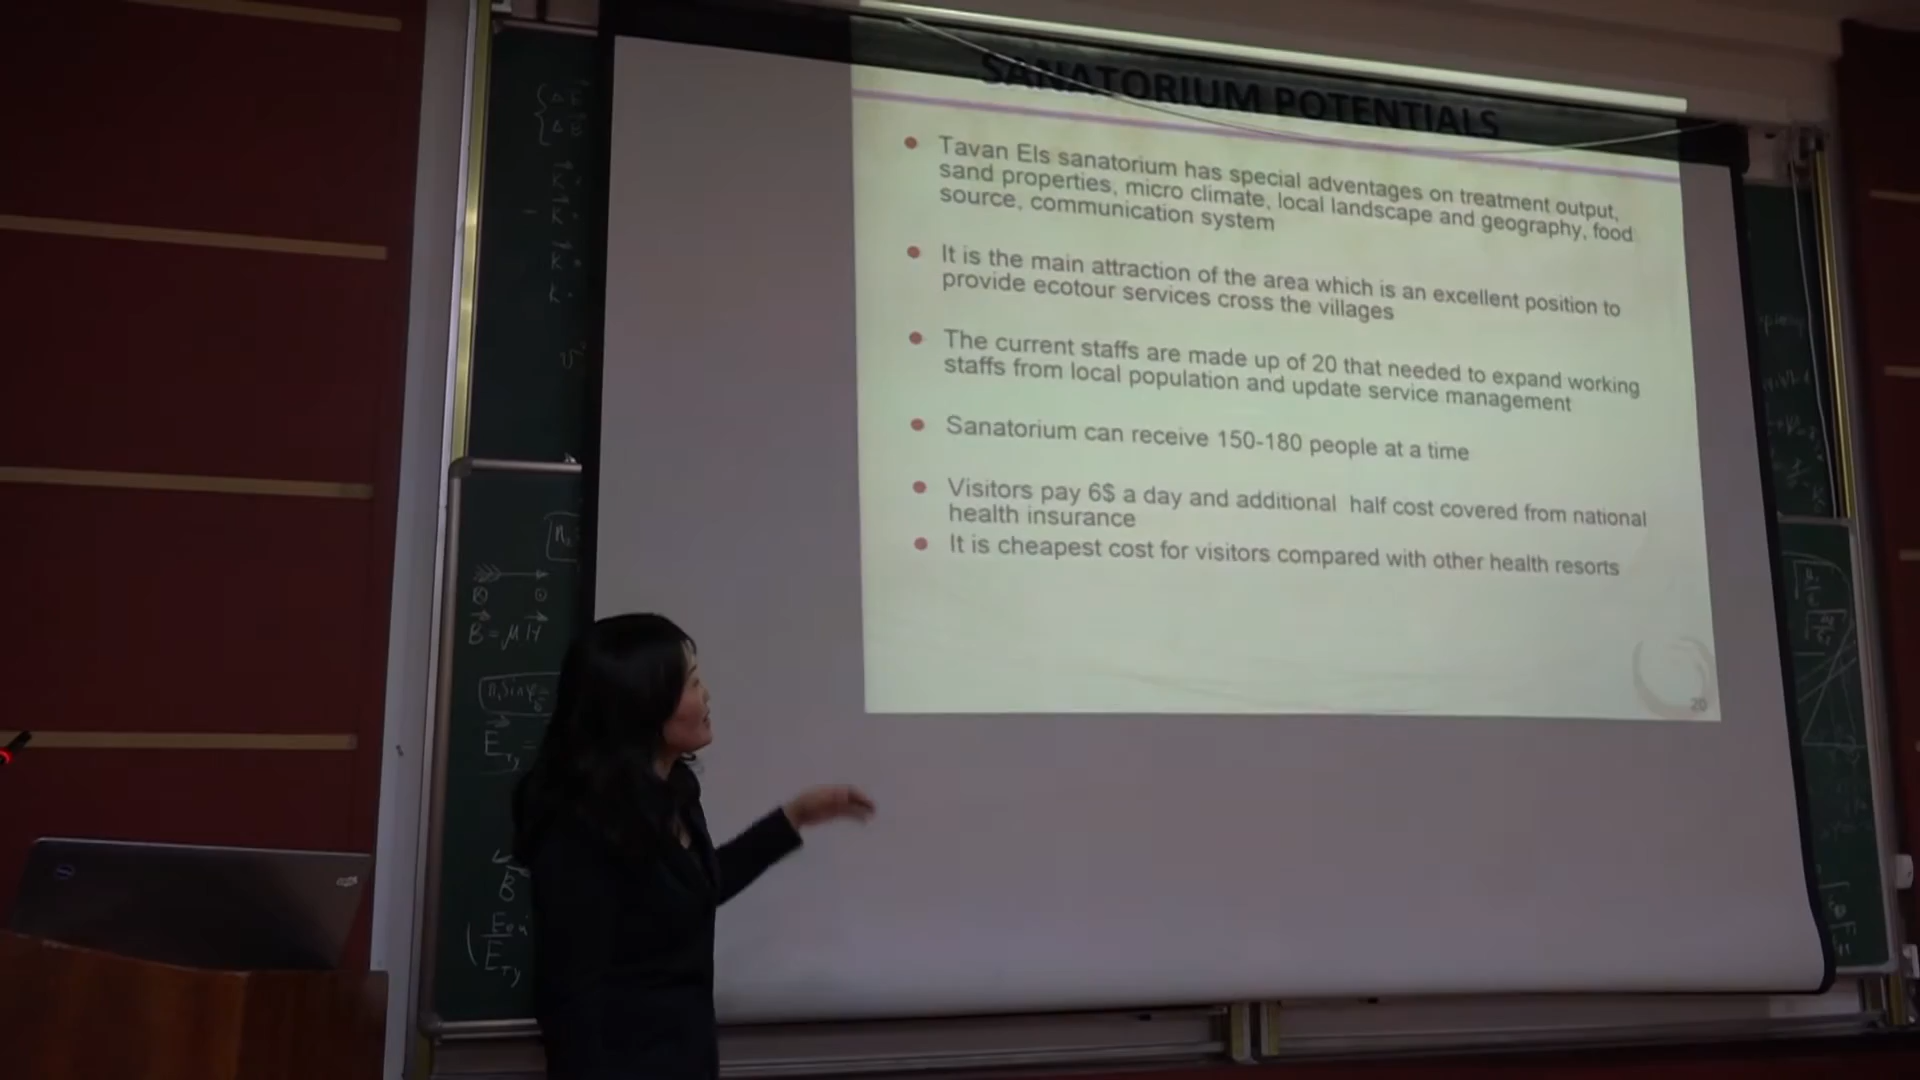 SANATORIUM POTENTIALS
Tavan Els sanatorium has special adventages on treatment output,
sand properties, micro climate, local landscape and geography, food
source, communication system
It is the main attraction of the area which is an excellent position to
provide ecotour services cross the villages
The current staffs are made up of 20 that needed to expand working
staffs from local population and update service management
Sanatorium can receive 150-180 people at a time
Visitors pay 6$ a day and additional half cost covered from national
health insurance
It is cheapest cost for visitors compared with other health resorts
20
B = μH